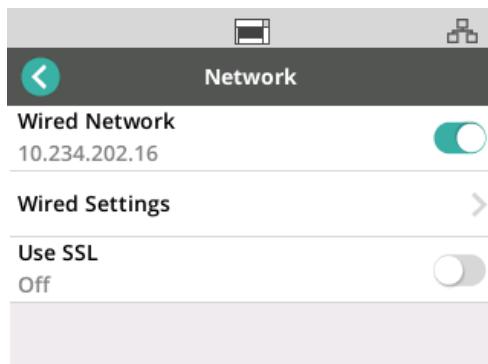 Network
Wired Network
10.234.202.16
Wired Settings
Use SSL
Off